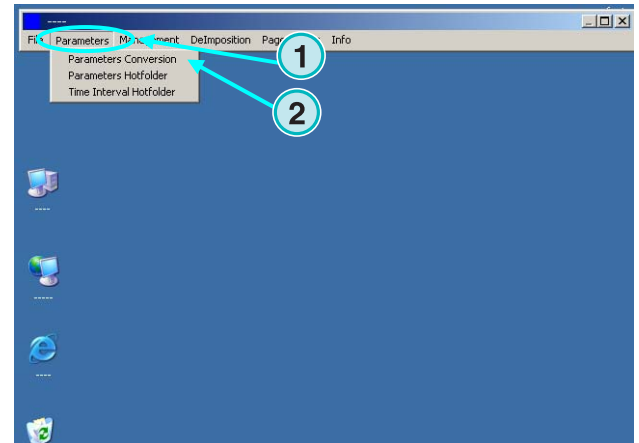 ----
File Parameters Management DeImposition Page Info
Parameters Conversion
Parameters Hotfolder
Time Interval Hotfolder
1
2
----
-----
----